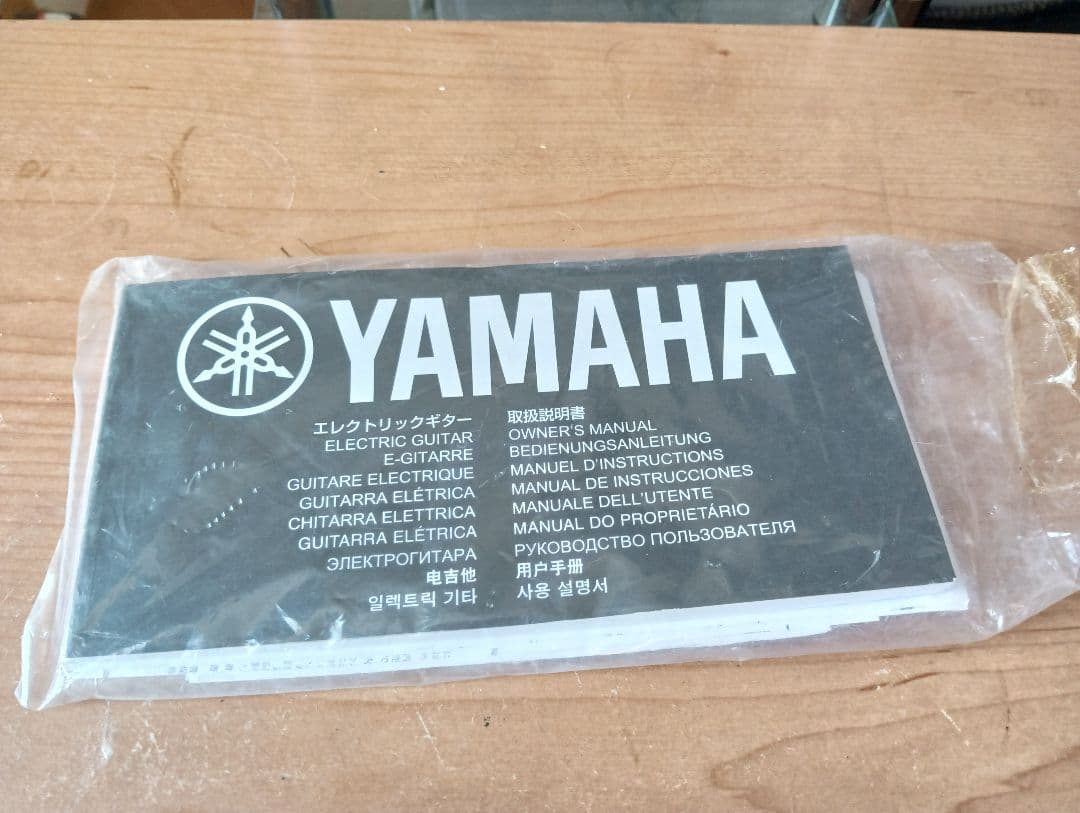 YAMAHA
エレクトリックギター 取扱説明書
ELECTRIC GUITAR OWNER'S MANUAL
E-GITARRE BEDIENUNGSANLEITUNG
GUITARE ELECTRIQUE MANUEL D'INSTRUCTIONS
GUITARRA ELÉTRICA MANUAL DE INSTRUCCIONES
CHITARRA ELETTRICA MANUALE DELL'UTENTE
GUITARRA ELÉTRICA MANUAL DO PROPRIETÁRIO
ЭЛЕКТРОГИТАРА РУКОВОДСТВО ПОЛЬЗОВАТЕЛЯ
电吉他 用户手册
일렉트릭 기타 사용 설명서